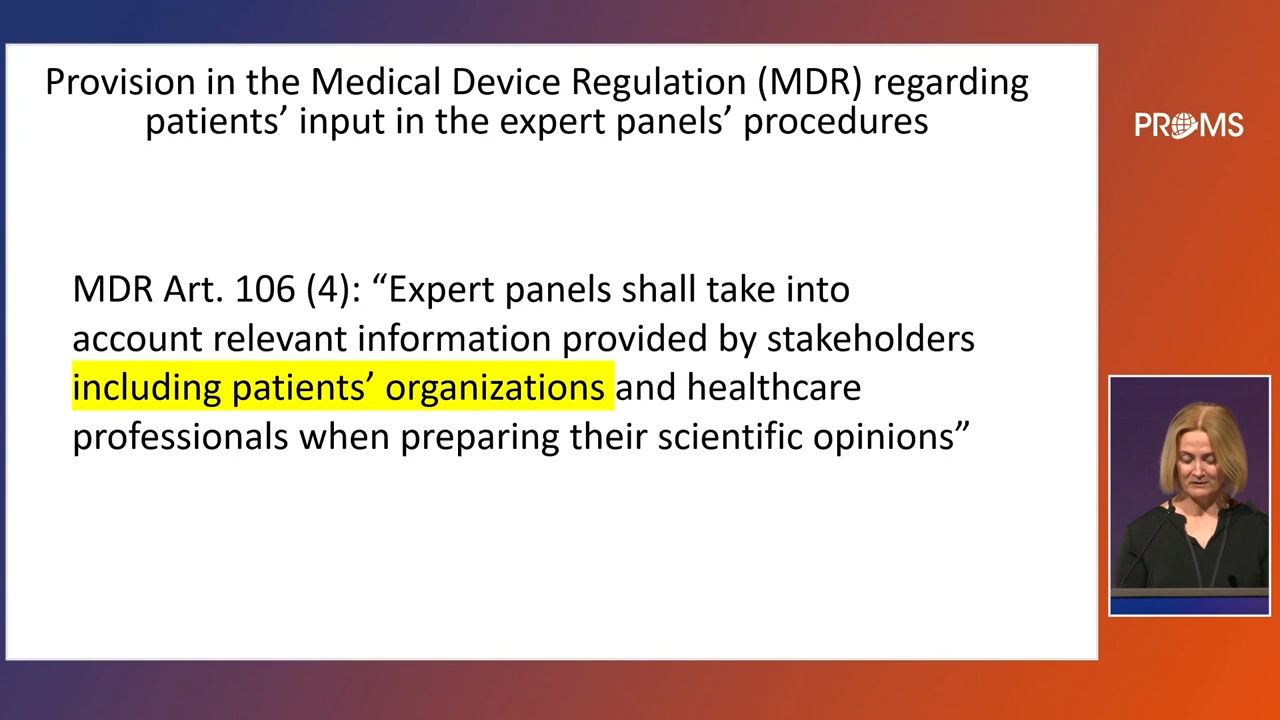 Provision in the Medical Device Regulation (MDR) regarding
patients’ input in the expert panels’ procedures
PROMS
MDR Art. 106 (4): “Expert panels shall take into
account relevant information provided by stakeholders
including patients’ organizations and healthcare
professionals when preparing their scientific opinions”